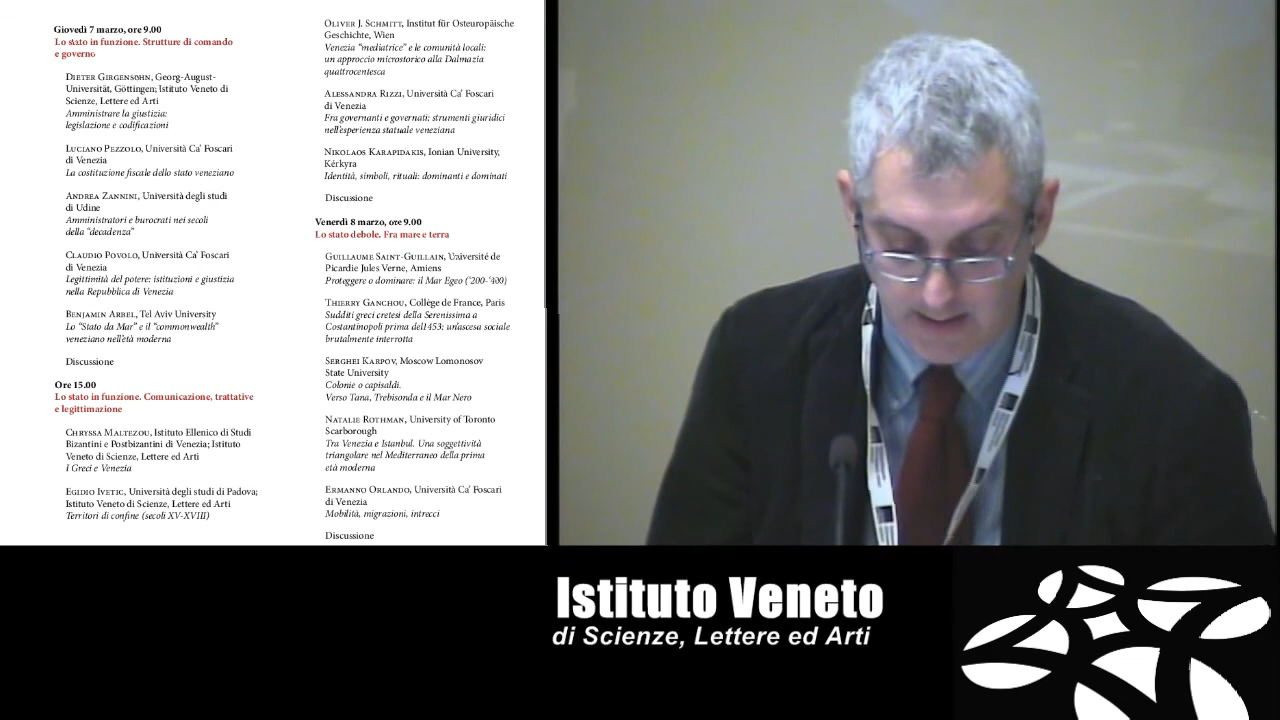 Giovedì 7 marzo, ore 9.00
Lo stato in funzione. Strutture di comando
e governo
Dieter Girgensohn, Georg-August-
Universität, Göttingen; Istituto Veneto di
Scienze, Lettere ed Arti
Amministrare la giustizia:
legislazione e codificazioni
Luciano Pezzolo, Università Ca' Foscari
di Venezia
La costituzione fiscale dello stato veneziano
Andrea Zannini, Università degli studi
di Udine
Amministratori e burocrati nei secoli
della "decadenza"
Claudio Povolo, Università Ca' Foscari
di Venezia
Legittimità del potere: istituzioni e giustizia
nella Repubblica di Venezia
Benjamin Arbel, Tel Aviv University
Lo "Stato da Mar" e il "commonwealth"
veneziano nell'età moderna
Discussione
Ore 15.00
Lo stato in funzione. Comunicazione, trattative
e legittimazione
Chryssa Maltezou, Istituto Ellenico di Studi
Bizantini e Postbizantini di Venezia; Istituto
Veneto di Scienze, Lettere ed Arti
I Greci e Venezia
Egidio Ivetic, Università degli studi di Padova;
Istituto Veneto di Scienze, Lettere ed Arti
Territori di confine (secoli XV-XVIII)
Oliver J. Schmitt, Institut für Osteuropäische
Geschichte, Wien
Venezia "mediatrice" e le comunità locali:
un approccio microstorico alla Dalmazia
quattrocentesca
Alessandra Rizzi, Università Ca' Foscari
di Venezia
Fra governanti e governati: strumenti giuridici
nell'esperienza statuale veneziana
Nikolaos Karapidakis, Ionian University,
Kérkyra
Identità, simboli, rituali: dominanti e dominati
Discussione
Venerdì 8 marzo, ore 9.00
Lo stato debole. Fra mare e terra
Guillaume Saint-Guillain, Université de
Picardie Jules Verne, Amiens
Proteggere o dominare: il Mar Egeo ('200-'400)
Thierry Ganchou, Collège de France, Paris
Sudditi greci cretesi della Serenissima a
Costantinopoli prima del1453: un'ascesa sociale
brutalmente interrotta
Serghei Karpov, Moscow Lomonosov
State University
Colonie o capisaldi.
Verso Tana, Trebisonda e il Mar Nero
Natalie Rothman, University of Toronto
Scarborough
Tra Venezia e Istanbul. Una soggettività
triangolare nel Mediterraneo della prima
età moderna
Ermanno Orlando, Università Ca' Foscari
di Venezia
Mobilità, migrazioni, intrecci
Discussione
Istituto Veneto
di Scienze, Lettere ed Arti